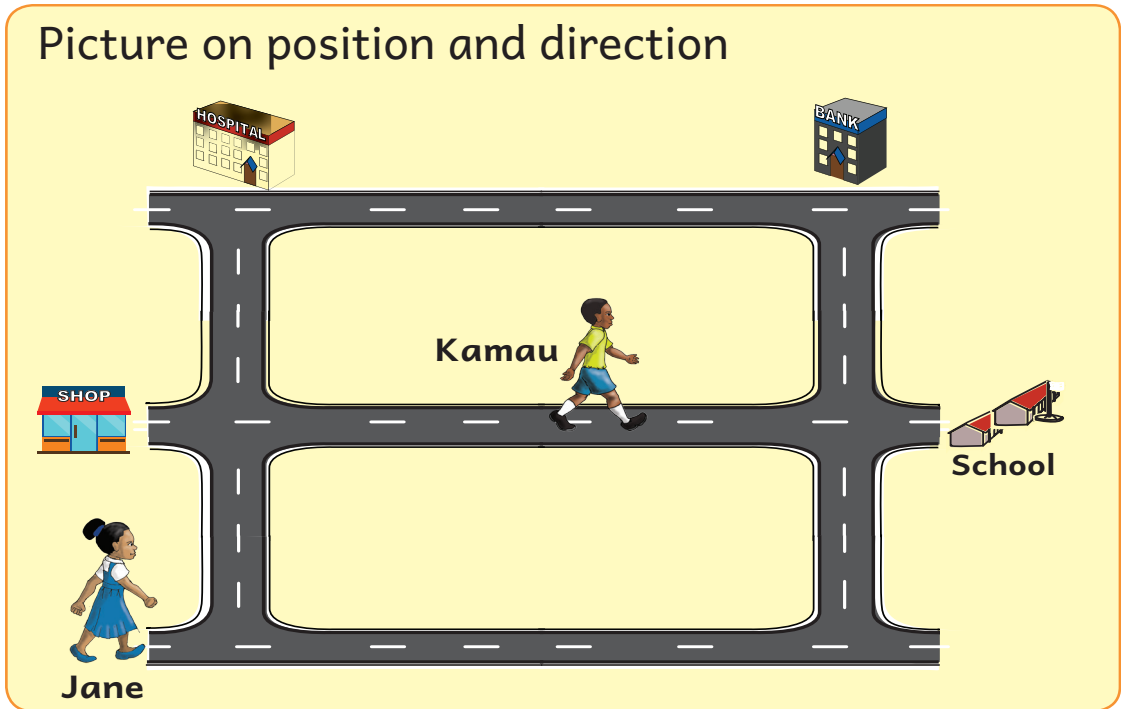 Picture on position and direction
HOSPITAL
BANK
Kamau
SHOP
School
Jane